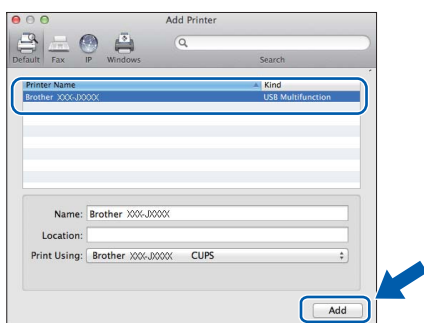 Add Printer
Default Fax IP Windows Search
Printer Name Kind
Brother XXX-JXXXX USB Multifunction
Name: Brother XXX-JXXXX
Location:
Print Using: Brother XXX-JXXXX CUPS
Add